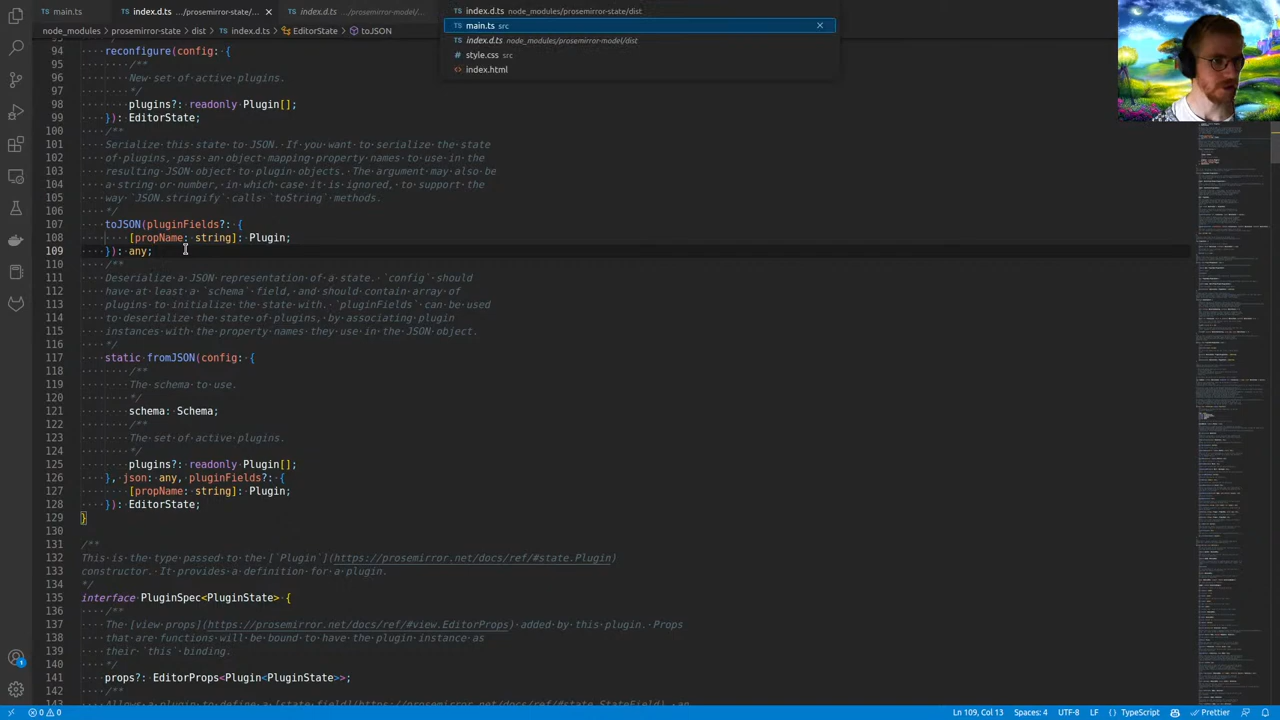 main.ts
index.d.ts .../prosemirror-state/...
index.d.ts .../prosemirror-model/...
index.d.ts node_modules/prosemirror-state/dist
main.ts src
index.d.ts node_modules/prosemirror-model/dist
style.css src
index.html
node_modules > prosemirror-state > dist > index.d.ts > EditorState > toJSON
94 reconfigure(config: {
95 /**
96 New set of active plugins.
97 */
98 plugins?: readonly Plugin[];
99 }): EditorState;
100 /**
101 Serialize this state to JSON. If you want to serialize the state
102 of plugins, pass an object mapping property names to use in the
103 resulting JSON object to plugin objects. The argument may also be
104 a string or number, in which case it is ignored, to support the
105 way `JSON.stringify` calls `toString` methods.
106 */
107 toJSON(pluginFields?: {
108 [propName: string]: Plugin;
109 }): any;
110 /**
111 Deserialize a JSON representation of a state. `config` should
112 have at least a `schema` field, and should contain array of
113 plugins to initialize the state with. `pluginFields` can be used
114 to deserialize the state of plugins, by associating plugin
115 instances with the property names they use in the JSON object.
116 */
117 static fromJSON(config: {
118 /**
119 The schema to use.
120 */
121 schema: Schema;
122 /**
123 The set of active plugins.
124 */
125 plugins?: readonly Plugin[];
126 }, json: any, pluginFields?: {
127 [propName: string]: Plugin;
128 }): EditorState;
129 }
130
131 /**
132 This is the type passed to the [`Plugin`](https://prosemirror.net/docs/ref/#state.Plugin)
133 constructor. It provides a definition for a plugin.
134 */
135 interface PluginSpec<PluginState> {
136 /**
137 The [view props](https://prosemirror.net/docs/ref/#view.EditorProps) added by this plugin. Props
138 that are functions will be bound to have the plugin instance as
139 their `this` binding.
140 */
141 props?: EditorProps<Plugin<PluginState>>;
142 /**
1
0 0
Ln 109, Col 13
Spaces: 4
UTF-8
LF
{ } TypeScript
Prettier